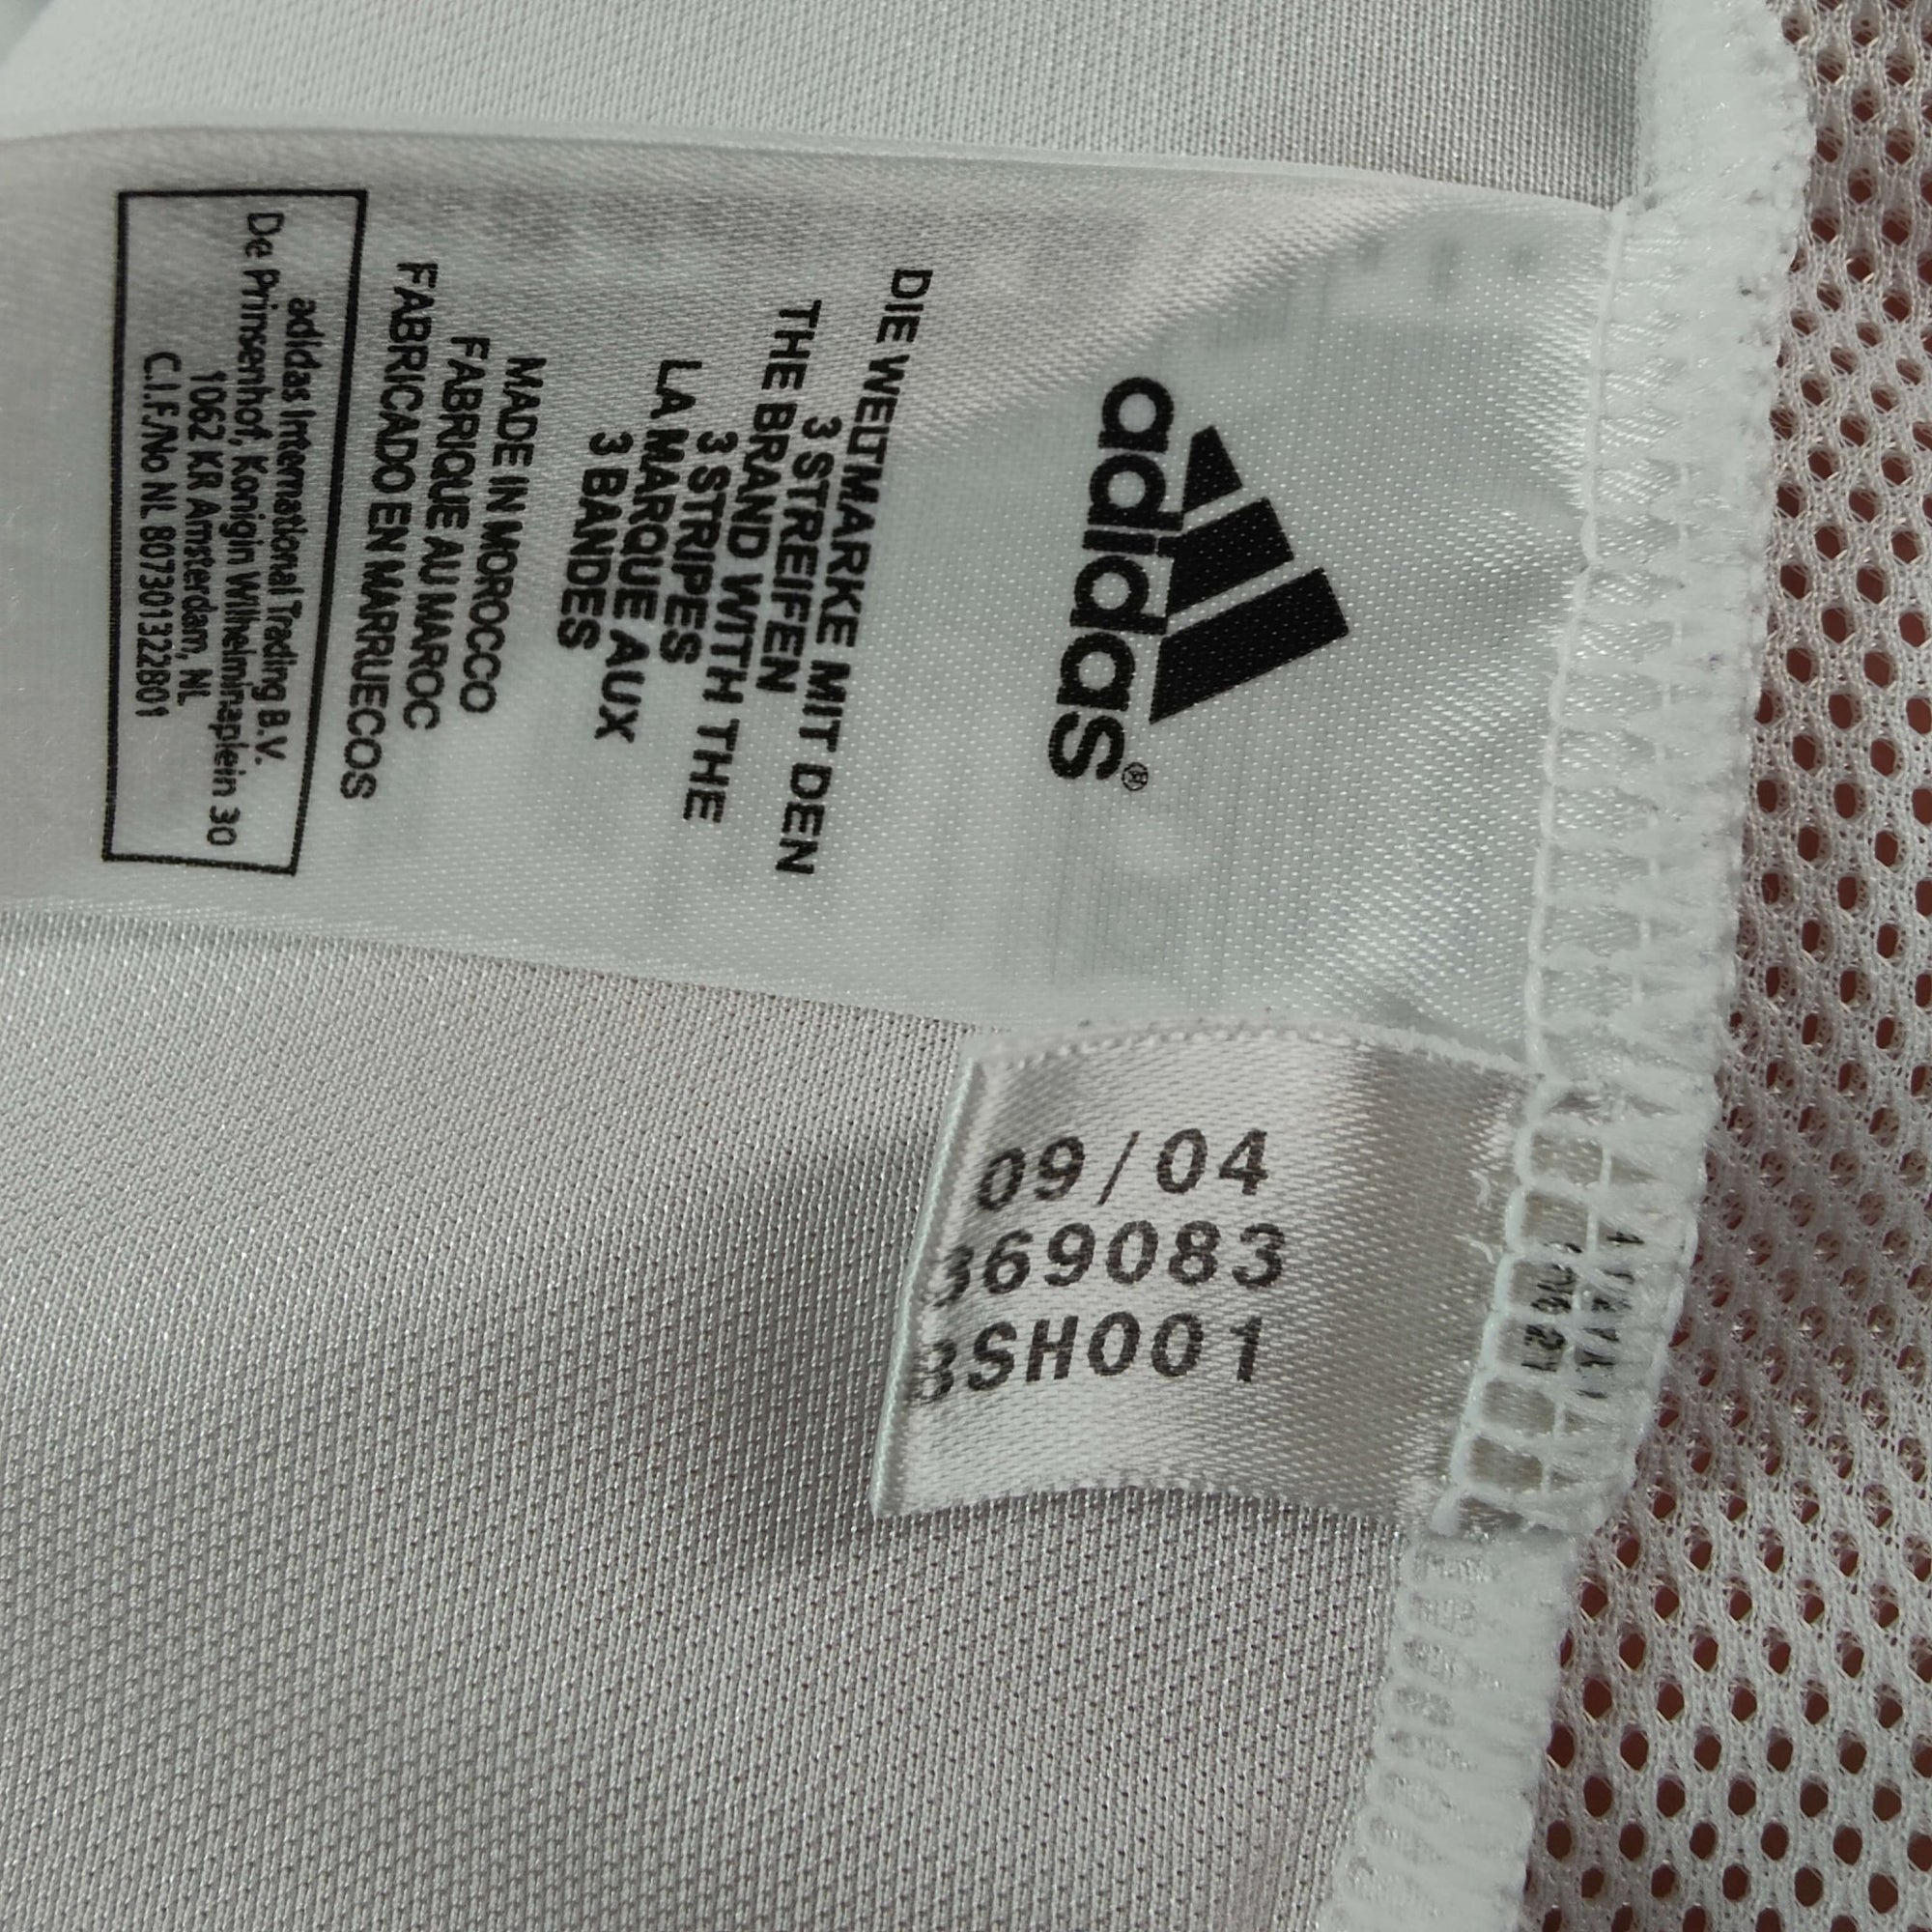 adidas®
DIE WELTMARKE MIT DEN
3 STREIFEN
THE BRAND WITH THE
3 STRIPES
LA MARQUE AUX
3 BANDES
MADE IN MOROCCO
FABRIQUE AU MAROC
FABRICADO EN MARRUECOS
adidas International Trading B.V.
De Prinsenhof, Konigin Wilhelminaplein 30
1062 KR Amsterdam, NL
C.I.F./No NL 807301322B01
09/04
369083
3SH001